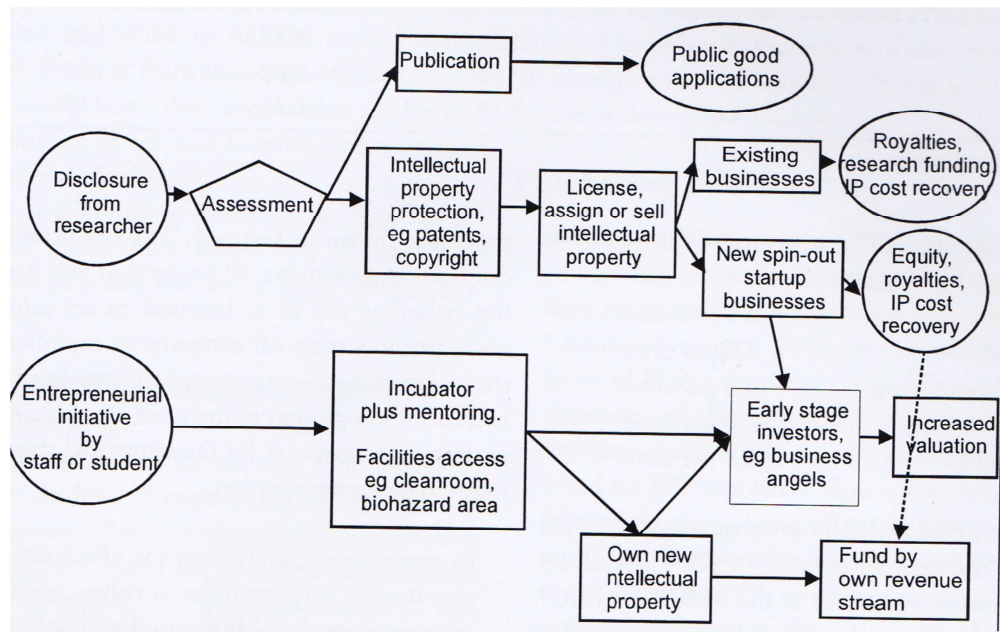 Publication
Public good
applications
Disclosure
from
researcher
Assessment
Intellectual
property
protection,
eg patents,
copyright
License,
assign or sell
intellectual
property
Existing
businesses
Royalties,
research funding,
IP cost recovery
New spin-out
startup
businesses
Equity,
royalties,
IP cost
recovery
Entrepreneurial
initiative
by
staff or student
Incubator
plus mentoring.
Facilities access
eg cleanroom,
biohazard area
Early stage
investors,
eg business
angels
Increased
valuation
Own new
ntellectual
property
Fund by
own revenue
stream